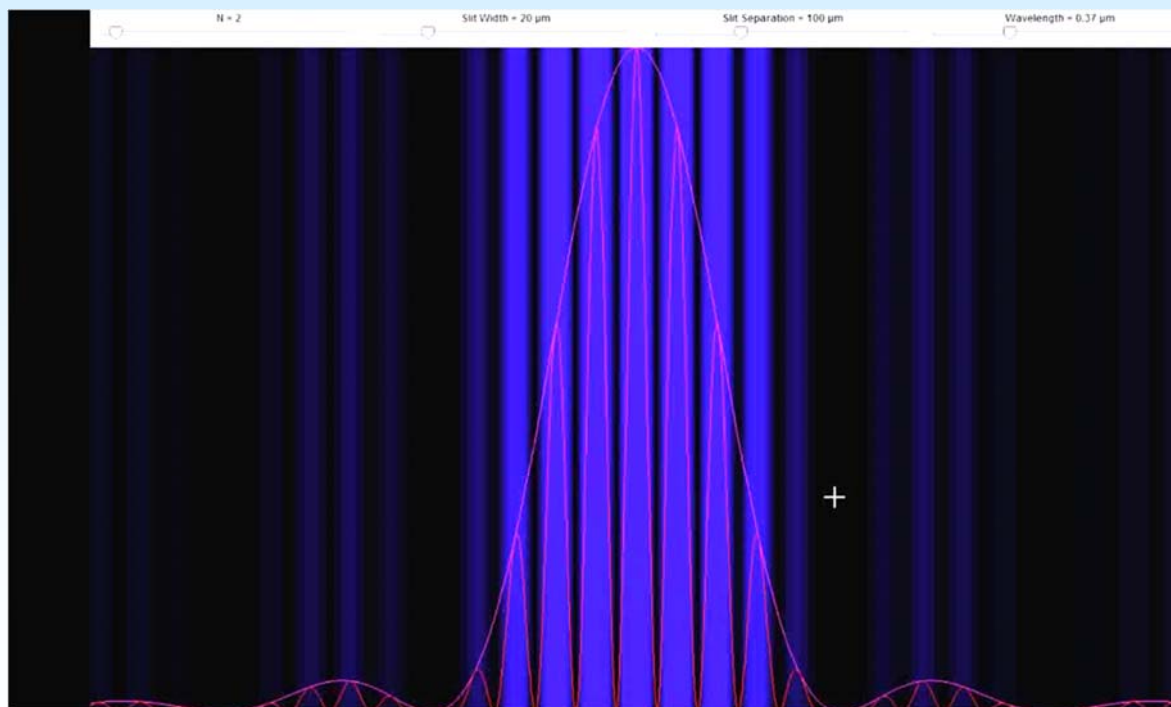 N = 2 Slit Width = 20 μm Slit Separation = 100 μm Wavelength = 0.37 μm